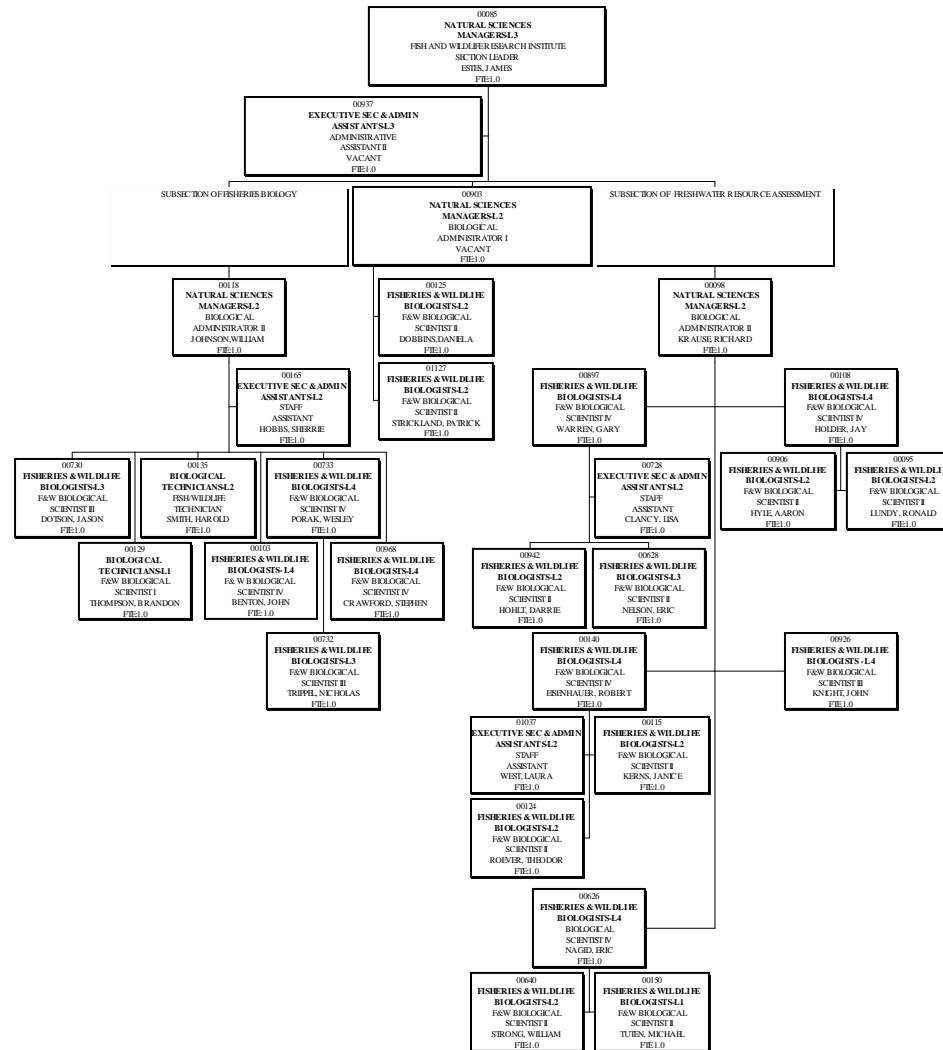 00085
NATURAL SCIENCES
MANAGERS-L3
FISH AND WILDLIFE RESEARCH INSTITUTE
SECTION LEADER
ESTES, JAMES
FTE:1.0
00937
EXECUTIVE SEC & ADMIN
ASSISTANTS-L3
ADMINISTRATIVE
ASSISTANT II
VACANT
FTE:1.0
SUBSECTION OF FISHERIES BIOLOGY
00903
NATURAL SCIENCES
MANAGERS-L2
BIOLOGICAL
ADMINISTRATOR I
VACANT
FTE:1.0
SUBSECTION OF FRESHWATER RESOURCE ASSESSMENT
00118
NATURAL SCIENCES
MANAGERS-L2
BIOLOGICAL
ADMINISTRATOR II
JOHNSON,WILLIAM
FTE:1.0
00125
FISHERIES & WILDLIFE
BIOLOGISTS-L2
F&W BIOLOGICAL
SCIENTIST II
DOBBINS,DANIELA
FTE:1.0
00098
NATURAL SCIENCES
MANAGERS-L2
BIOLOGICAL
ADMINISTRATOR II
KRAUSE, RICHARD
FTE:1.0
00165
EXECUTIVE SEC & ADMIN
ASSISTANTS-L2
STAFF
ASSISTANT
HOBBS, SHERRIE
FTE:1.0
01127
FISHERIES & WILDLIFE
BIOLOGISTS-L2
F&W BIOLOGICAL
SCIENTIST II
STRICKLAND, PATRICK
FTE:1.0
00897
FISHERIES & WILDLIFE
BIOLOGISTS-L4
F&W BIOLOGICAL
SCIENTIST IV
WARREN, GARY
FTE:1.0
00108
FISHERIES & WILDLIFE
BIOLOGISTS-L4
F&W BIOLOGICAL
SCIENTIST IV
HOLDER, JAY
FTE:1.0
00730
FISHERIES & WILDLIFE
BIOLOGISTS-L3
F&W BIOLOGICAL
SCIENTIST III
DOTSON, JASON
FTE:1.0
00135
BIOLOGICAL
TECHNICIANS-L2
FISH/WILDLIFE
TECHNICIAN
SMITH, HAROLD
FTE:1.0
00733
FISHERIES & WILDLIFE
BIOLOGISTS-L4
F&W BIOLOGICAL
SCIENTIST IV
PORAK, WESLEY
FTE:1.0
00728
EXECUTIVE SEC & ADMIN
ASSISTANTS-L2
STAFF
ASSISTANT
CLANCY, LISA
FTE:1.0
00906
FISHERIES & WILDLIFE
BIOLOGISTS-L2
F&W BIOLOGICAL
SCIENTIST II
HYLE, AARON
FTE:1.0
00095
FISHERIES & WILDLIFE
BIOLOGISTS-L2
F&W BIOLOGICAL
SCIENTIST II
LUNDY, RONALD
FTE:1.0
00129
BIOLOGICAL
TECHNICIANS-L1
F&W BIOLOGICAL
SCIENTIST I
THOMPSON, BRANDON
FTE:1.0
00103
FISHERIES & WILDLIFE
BIOLOGISTS- L4
F& W BIOLOGICAL
SCIENTIST IV
BENTON, JOHN
FTE: 1.0
00968
FISHERIES & WILDLIFE
BIOLOGISTS-L4
F&W BIOLOGICAL
SCIENTIST IV
CRAWFORD, STEPHEN
FTE:1.0
00942
FISHERIES & WILDLIFE
BIOLOGISTS-L2
F&W BIOLOGICAL
SCIENTIST II
HOHLT, DARRIE
FTE:1.0
00628
FISHERIES & WILDLIFE
BIOLOGISTS-L3
F&W BIOLOGICAL
SCIENTIST II
NELSON, ERIC
FTE:1.0
00732
FISHERIES & WILDLIFE
BIOLOGISTS-L3
F&W BIOLOGICAL
SCIENTIST III
TRIPPEL, NICHOLAS
FTE:1.0
00140
FISHERIES & WILDLIFE
BIOLOGISTS-L4
F&W BIOLOGICAL
SCIENTIST IV
EISENHAUER, ROBERT
FTE:1.0
00926
FISHERIES & WILDLIFE
BIOLOGISTS - L4
F&W BIOLOGICAL
SCIENTIST III
KNIGHT, JOHN
FTE 1.0
01037
EXECUTIVE SEC & ADMIN
ASSISTANTS-L2
STAFF
ASSISTANT
WEST, LAURA
FTE:1.0
00115
FISHERIES & WILDLIFE
BIOLOGISTS-L2
F&W BIOLOGICAL
SCIENTIST II
KERNS, JANICE
FTE:1.0
00124
FISHERIES & WILDLIFE
BIOLOGISTS-L2
F&W BIOLOGICAL
SCIENTIST II
ROEVER, THEODOR
FTE:1.0
00626
FISHERIES & WILDLIFE
BIOLOGISTS-L4
BIOLOGICAL
SCIENTIST IV
NAGID, ERIC
FTE:1.0
00640
FISHERIES & WILDLIFE
BIOLOGISTS-L2
F&W BIOLOGICAL
SCIENTIST II
STRONG, WILLIAM
FTE:1.0
00150
FISHERIES & WILDLIFE
BIOLOGISTS-L1
F&W BIOLOGICAL
SCIENTIST II
TUTEN, MICHAEL
FTE:1.0